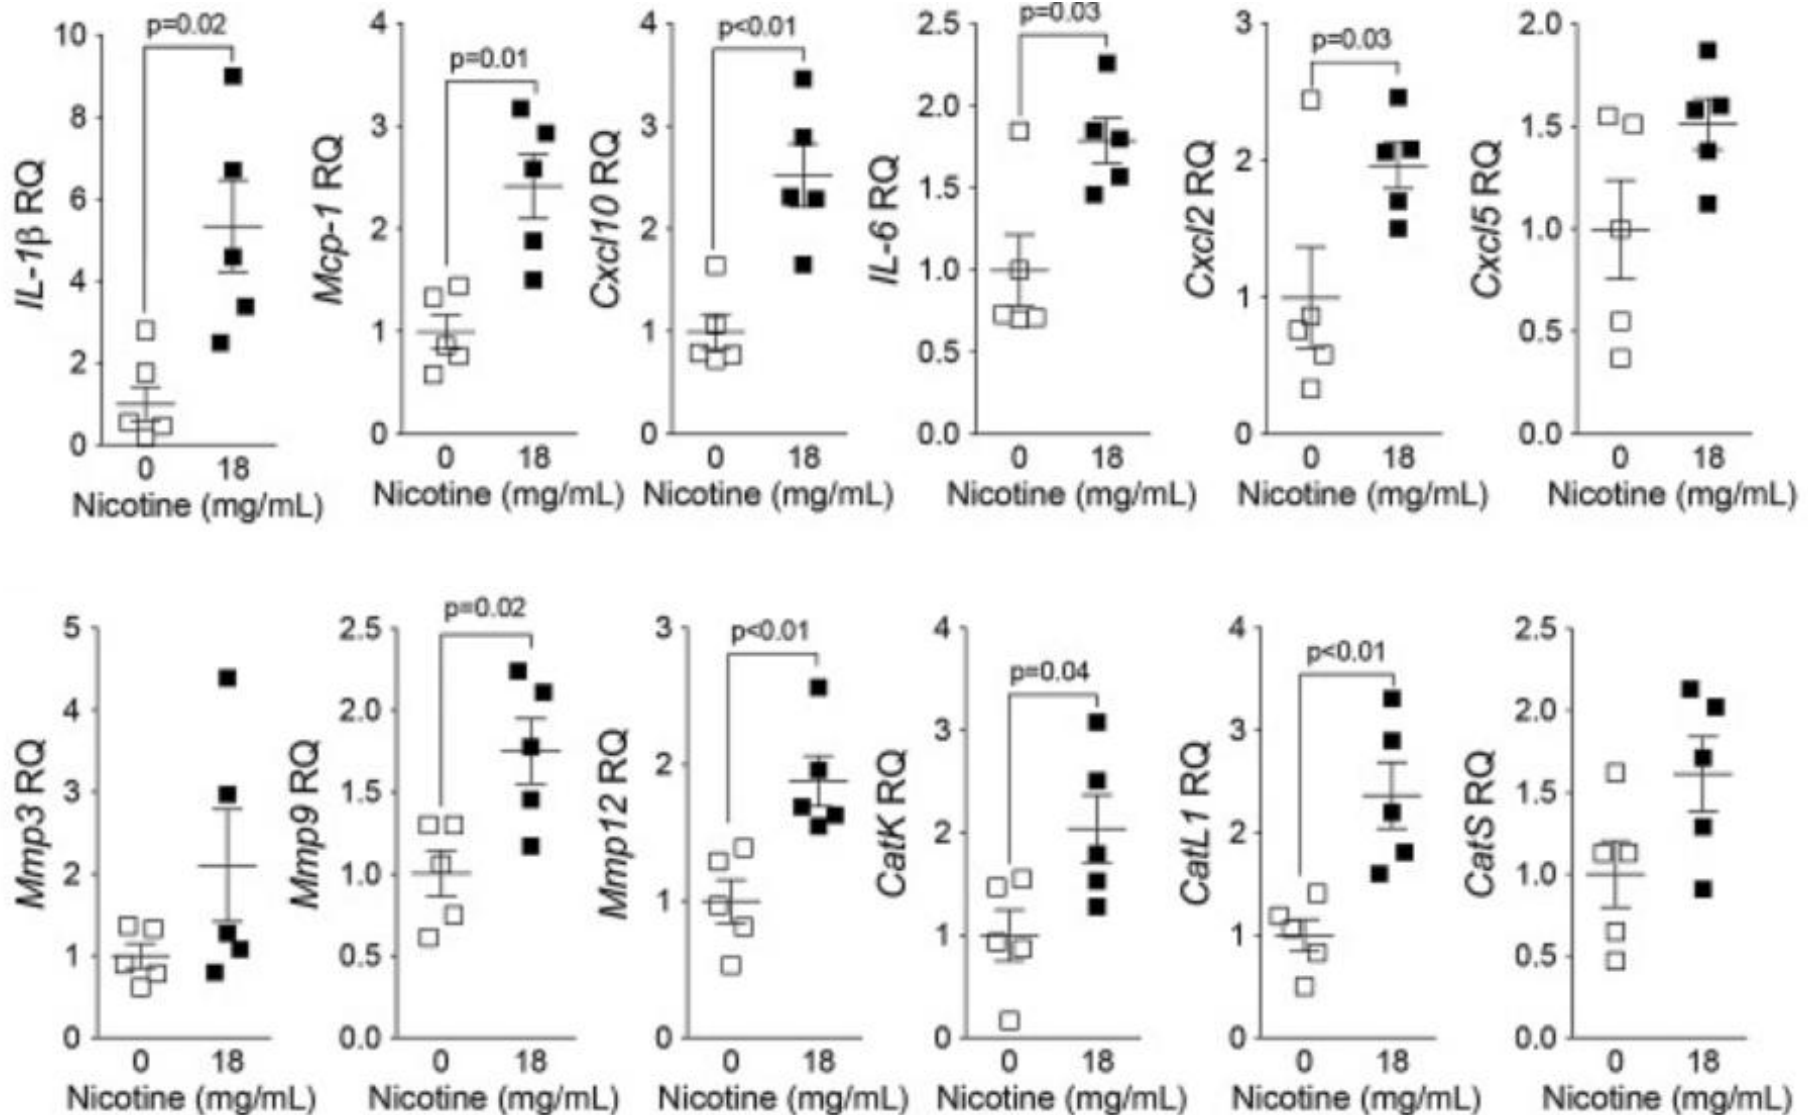 p=0.02
10
8
6
4
2
0
IL-1β RQ
0 18
Nicotine (mg/mL)
p=0.01
4
3
2
1
0
Mcp-1 RQ
0 18
Nicotine (mg/mL)
p<0.01
4
3
2
1
0
Cxcl10 RQ
0 18
Nicotine (mg/mL)
p=0.03
2.5
2.0
1.5
1.0
0.5
0.0
IL-6 RQ
0 18
Nicotine (mg/mL)
p=0.03
3
2
1
0
Cxcl2 RQ
0 18
Nicotine (mg/mL)
2.0
1.5
1.0
0.5
0.0
Cxcl5 RQ
0 18
Nicotine (mg/mL)
5
4
3
2
1
0
Mmp3 RQ
0 18
Nicotine (mg/mL)
p=0.02
2.5
2.0
1.5
1.0
0.5
0.0
Mmp9 RQ
0 18
Nicotine (mg/mL)
p<0.01
3
2
1
0
Mmp12 RQ
0 18
Nicotine (mg/mL)
p=0.04
4
3
2
1
0
CatK RQ
0 18
Nicotine (mg/mL)
p<0.01
4
3
2
1
0
CatL1 RQ
0 18
Nicotine (mg/mL)
2.5
2.0
1.5
1.0
0.5
0.0
CatS RQ
0 18
Nicotine (mg/mL)